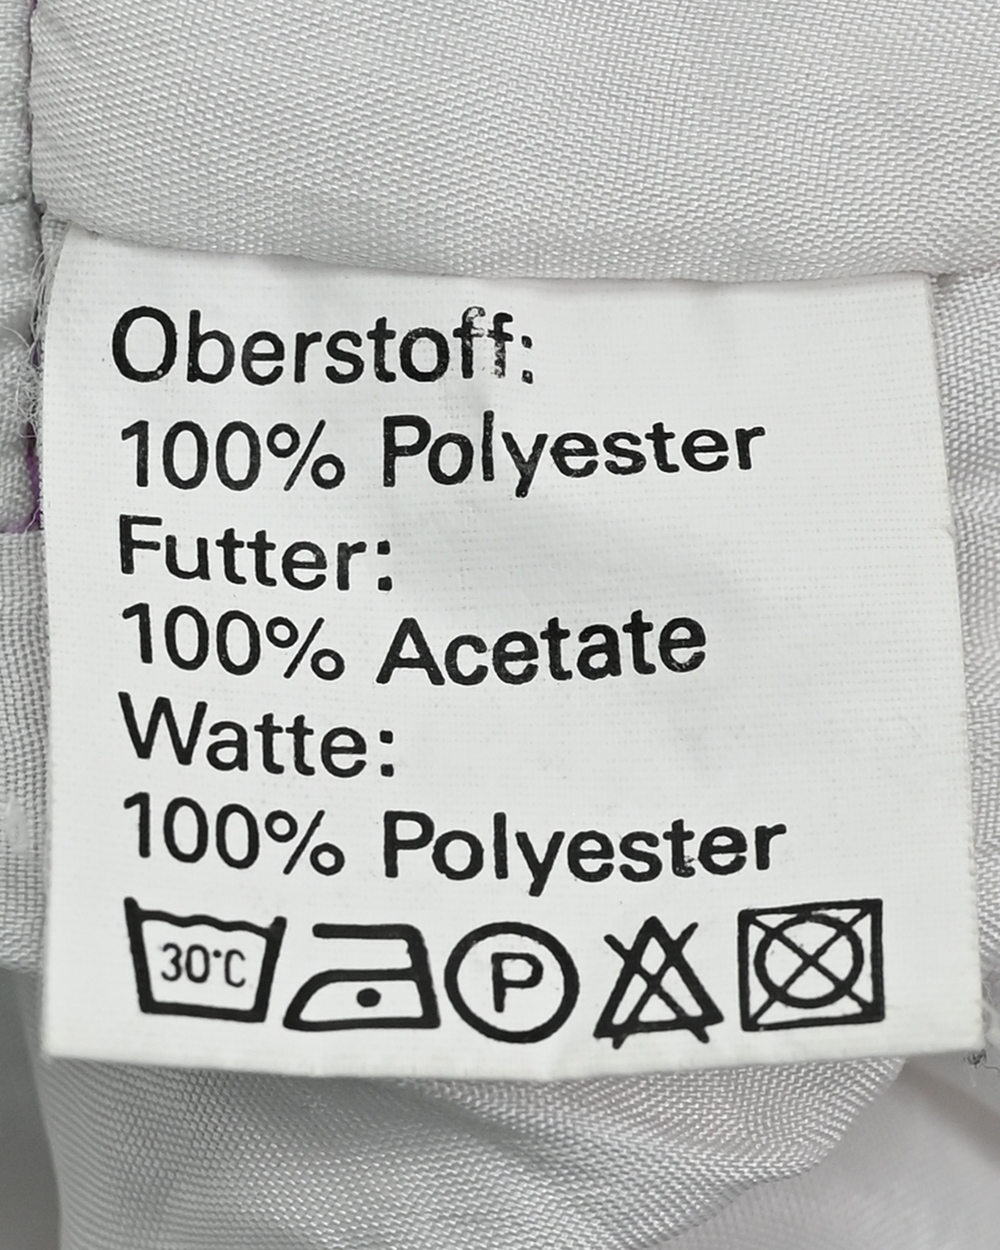 Oberstoff:
100% Polyester
Futter:
100% Acetate
Watte:
100% Polyester
30°C P